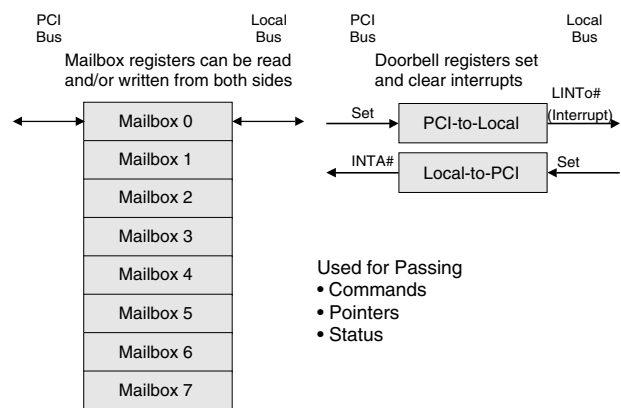 PCI
Bus
Local
Bus
Mailbox registers can be read
and/or written from both sides
Mailbox 0
Mailbox 1
Mailbox 2
Mailbox 3
Mailbox 4
Mailbox 5
Mailbox 6
Mailbox 7
PCI
Bus
Local
Bus
Doorbell registers set
and clear interrupts
Set
PCI-to-Local
LINTo#
(Interrupt)
INTA#
Local-to-PCI
Set
Used for Passing
• Commands
• Pointers
• Status